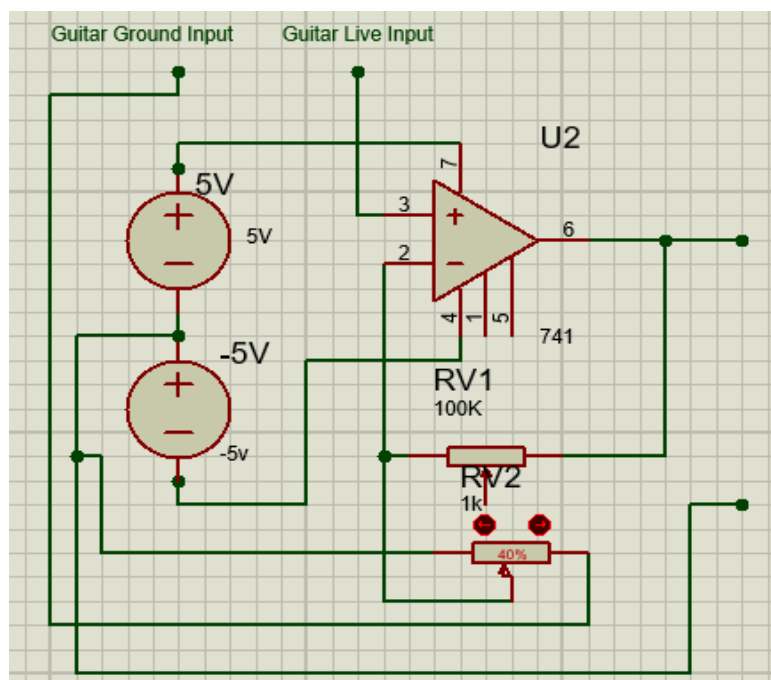 Guitar Ground Input
Guitar Live Input
U2
7
5V
3
+
+
5V
6
2
−
−
4
1
5
741
-5V
+
RV1
100K
−
-5v
RV2
1k
40%